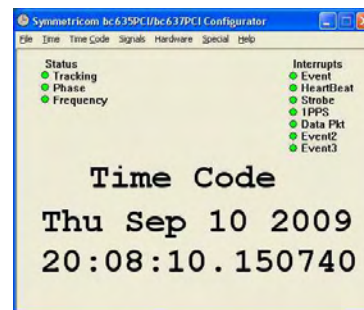 Symmetricom bc635PCI/bc637PCI Configurator
File Time Time Code Signals Hardware Special Help
Status
Tracking
Phase
Frequency
Interrupts
Event
HeartBeat
Strobe
1PPS
Data Pkt
Event2
Event3
Time Code
Thu Sep 10 2009
20:08:10.150740